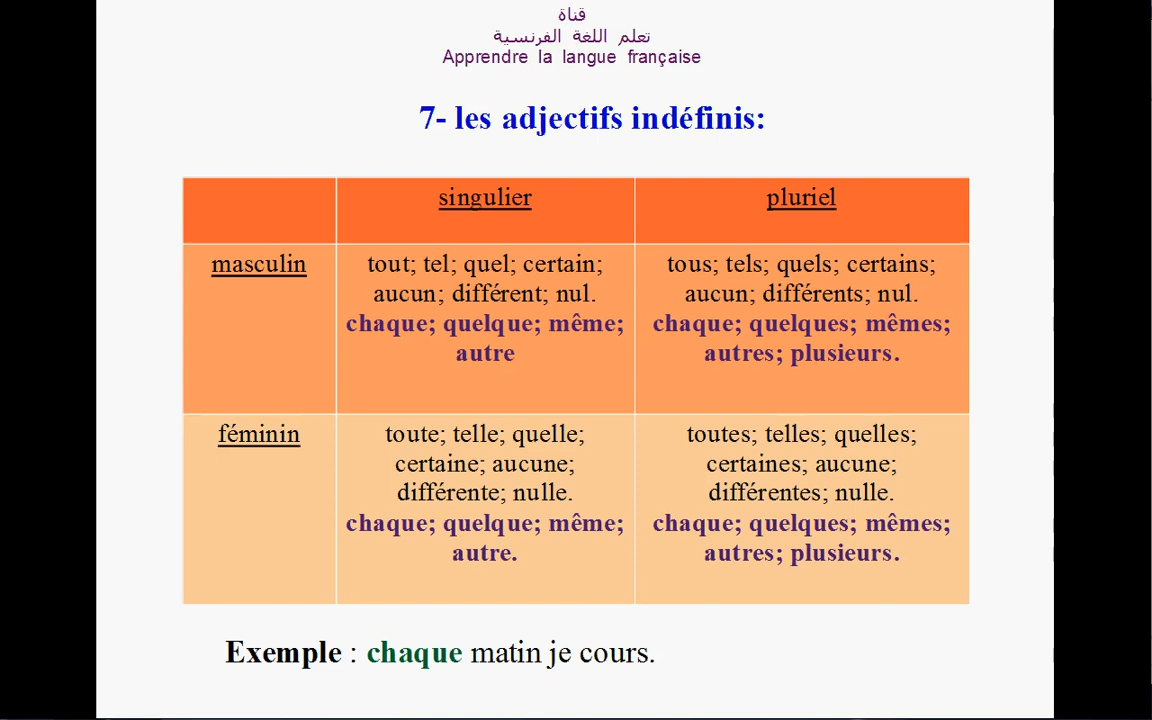 قناة
تعلم اللغة الفرنسية
Apprendre la langue française
7- les adjectifs indéfinis:
singulier
pluriel
masculin
tout; tel; quel; certain;
aucun; différent; nul.
chaque; quelque; même;
autre
tous; tels; quels; certains;
aucun; différents; nul.
chaque; quelques; mêmes;
autres; plusieurs.
féminin
toute; telle; quelle;
certaine; aucune;
différente; nulle.
chaque; quelque; même;
autre.
toutes; telles; quelles;
certaines; aucune;
différentes; nulle.
chaque; quelques; mêmes;
autres; plusieurs.
Exemple : chaque matin je cours.